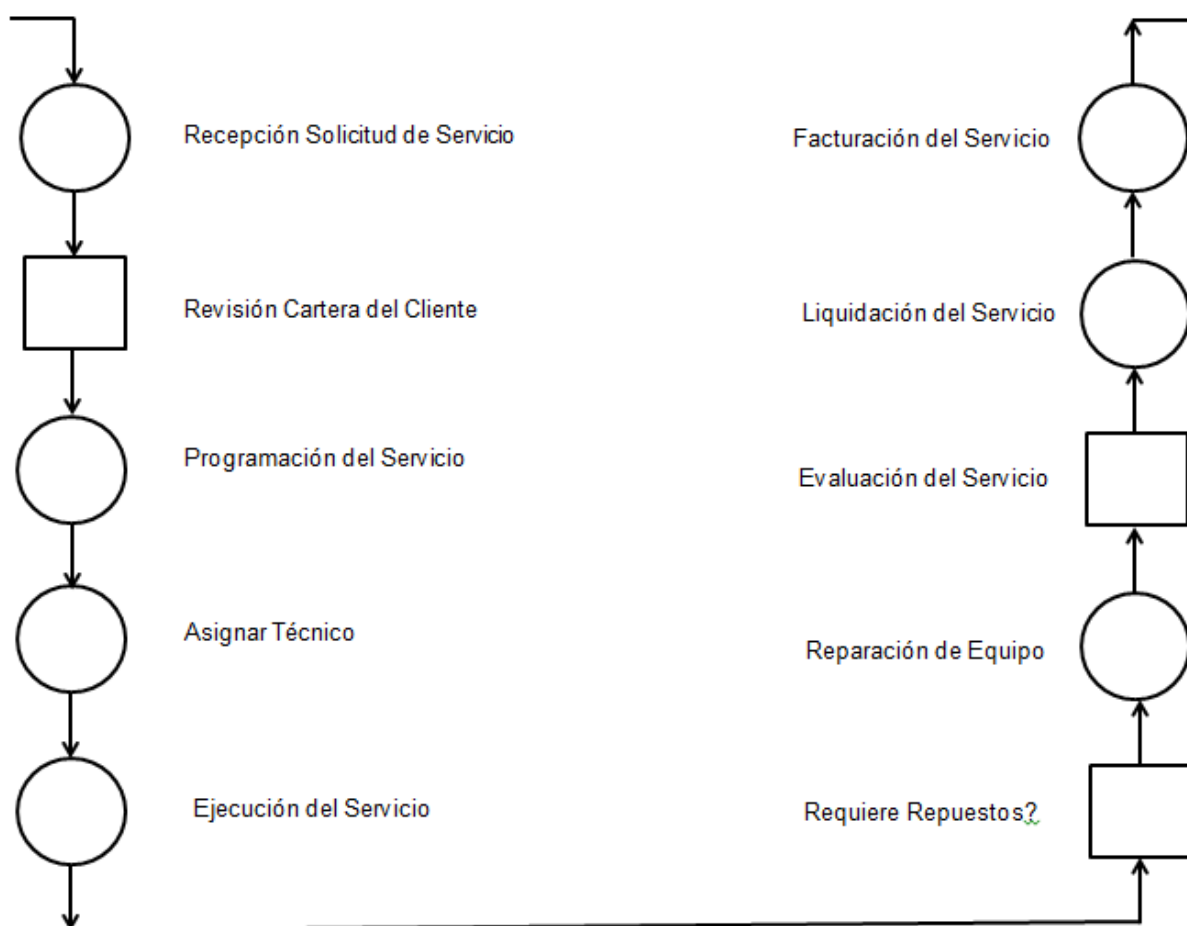 Recepción Solicitud de Servicio
Revisión Cartera del Cliente
Programación del Servicio
Asignar Técnico
Ejecución del Servicio
Facturación del Servicio
Liquidación del Servicio
Evaluación del Servicio
Reparación de Equipo
Requiere Repuestos?